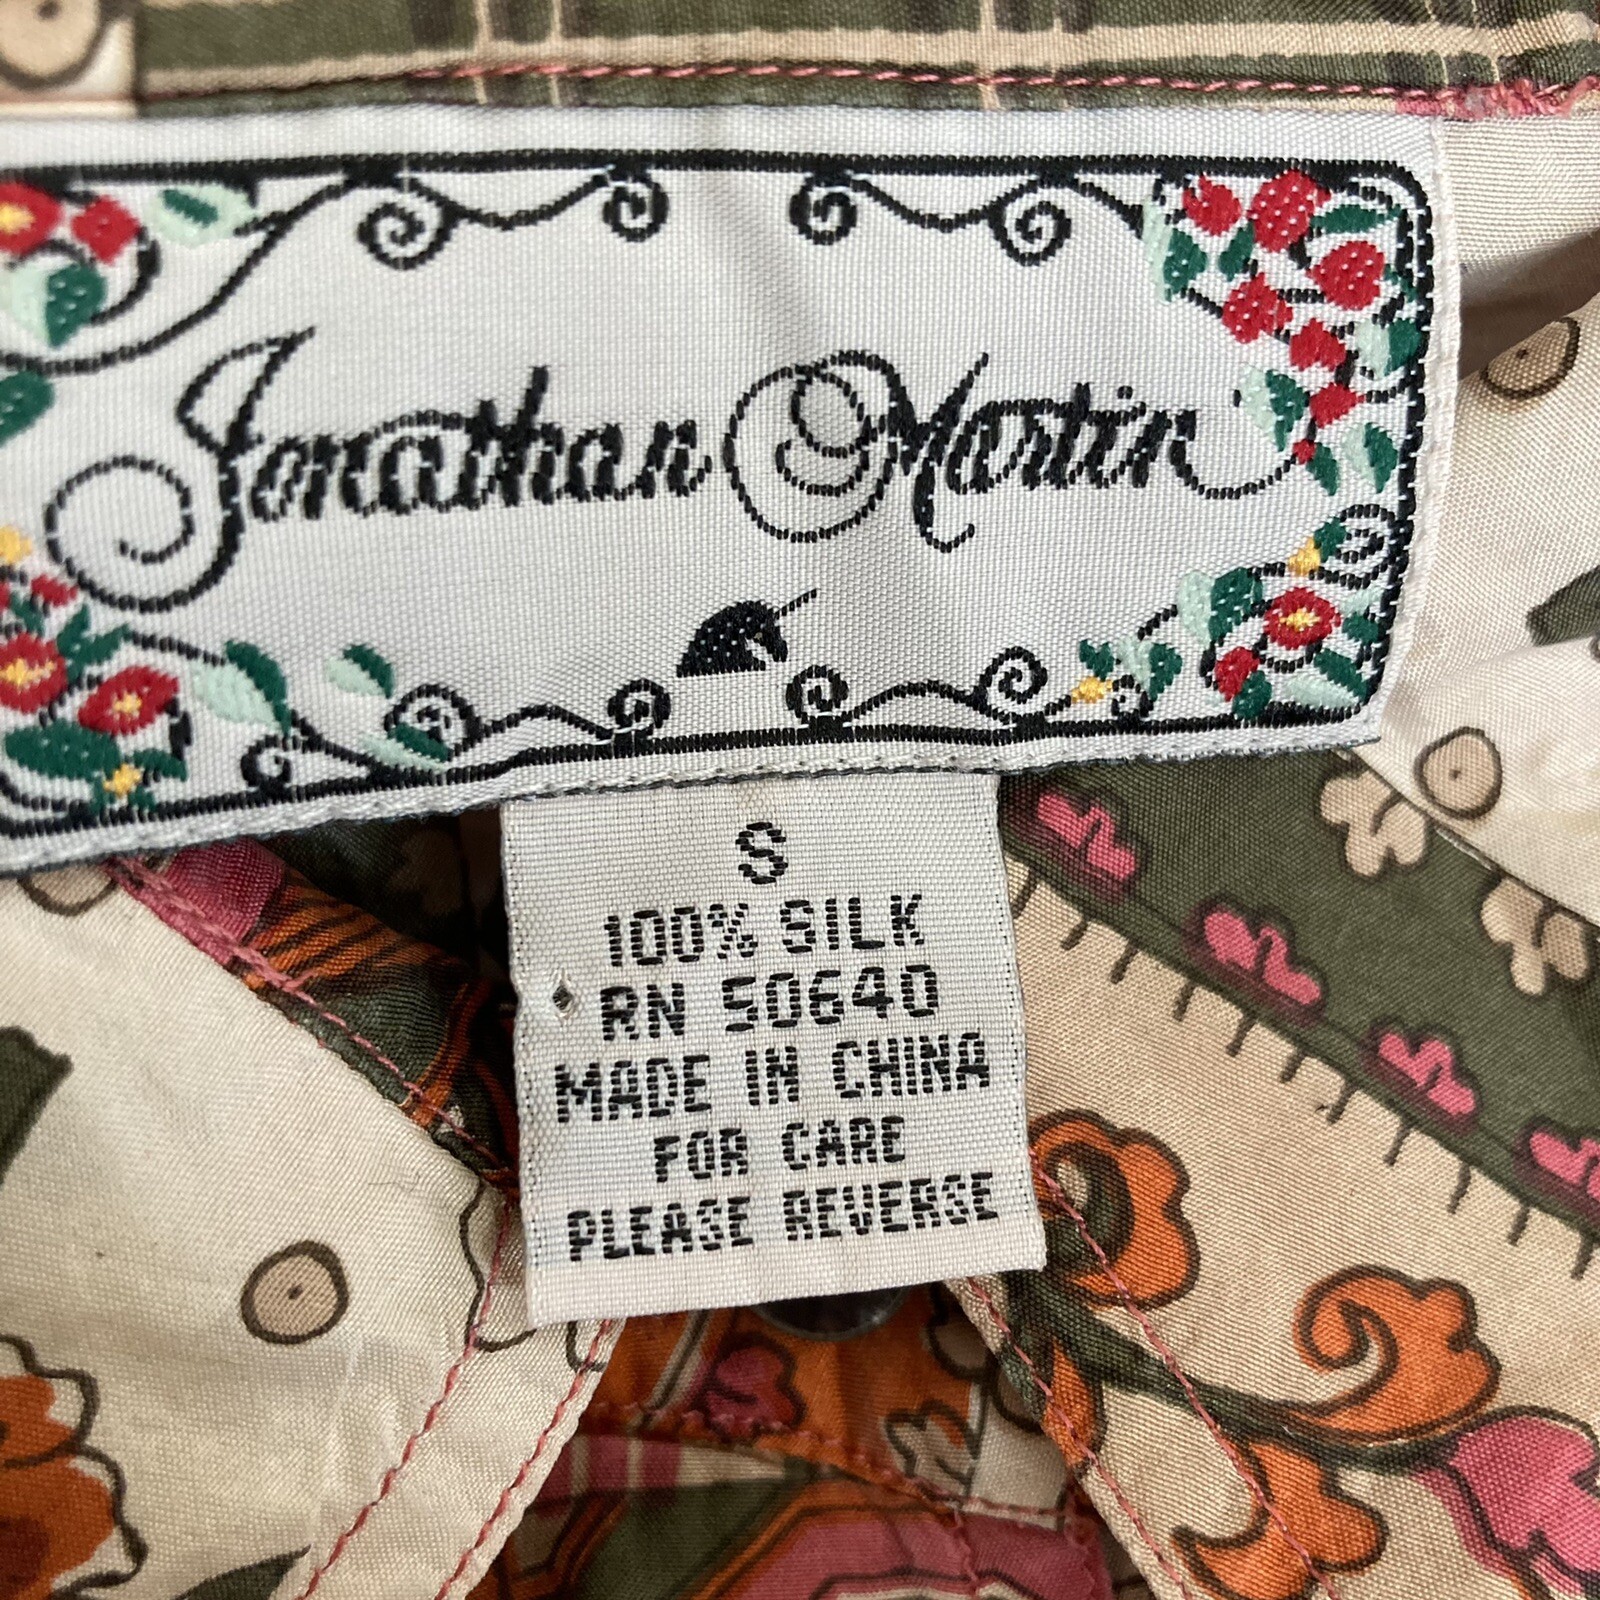 Jonathan Martin
S
100% SILK
RN 50640
MADE IN CHINA
FOR CARE
PLEASE REVERSE